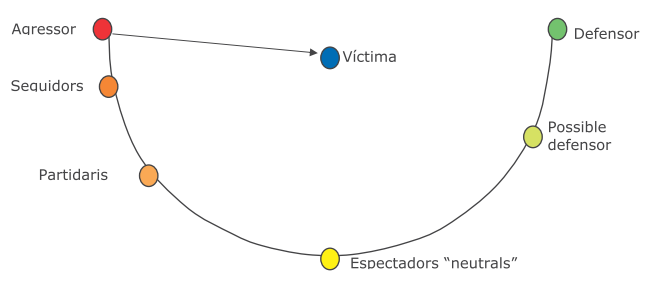 Agressor
Víctima
Defensor
Seguidors
Possible
defensor
Partidaris
Espectadors “neutrals”